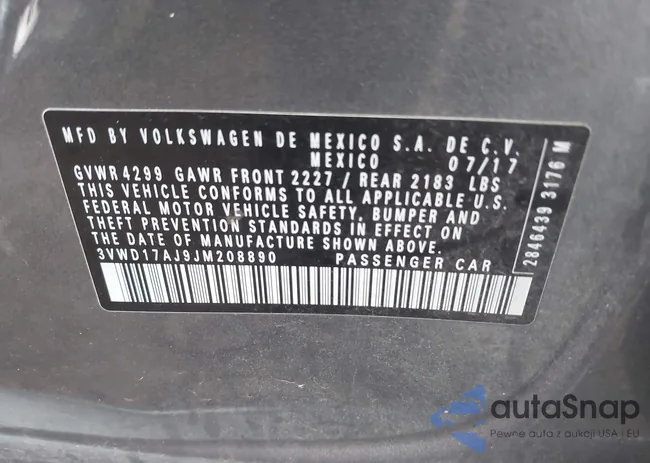 MFD BY VOLKSWAGEN DE MEXICO S.A. DE C.V.
MEXICO 07/17
GVWR 4299 GAWR FRONT 2227 / REAR 2183 LBS
THIS VEHICLE CONFORMS TO ALL APPLICABLE U.S.
FEDERAL MOTOR VEHICLE SAFETY, BUMPER AND
THEFT PREVENTION STANDARDS IN EFFECT ON
THE DATE OF MANUFACTURE SHOWN ABOVE.
3VWD17AJ9JM208890 PASSENGER CAR
2846439 3176 M
autaSnap
Pewne auta z aukcji USA i EU